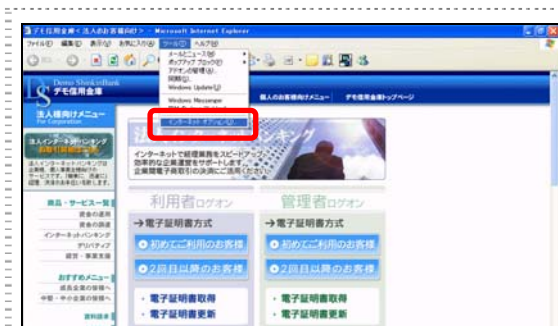 デモ信用金庫<法人のお客様向け> - Microsoft Internet Explorer
ファイル(F) 編集(E) 表示(V) お気に入り(A) ツール(T) ヘルプ(H)
メールとニュース(M)
ポップアップ ブロック(P)
アドオンの管理(A)...
同期(S)...
Windows Update(U)
Windows Messenger
インターネット オプション(O)...
Demo ShinkinBank
デモ信用金庫
個人のお客様向けメニュー デモ信用金庫トップページ
法人様向けメニュー
For Corporation
法人インターネットバンキング
インターネットで経理業務をスピードアップ。
効率的な企業運営をサポートします。
企業間電子商取引の決済にご活用ください。
商品・サービス一覧
資金の運用
資金の調達
インターネットバンキング
デリバティブ
経営・事業支援
おすすめメニュー
成長企業の皆様へ
中堅・中小企業の皆様へ
資料請求
利用者ログオン
管理者ログオン
→電子証明書方式
→電子証明書方式
初めてご利用のお客様
初めてご利用のお客様
2回目以降のお客様
2回目以降のお客様
・電子証明書取得
・電子証明書取得
・電子証明書更新
・電子証明書更新